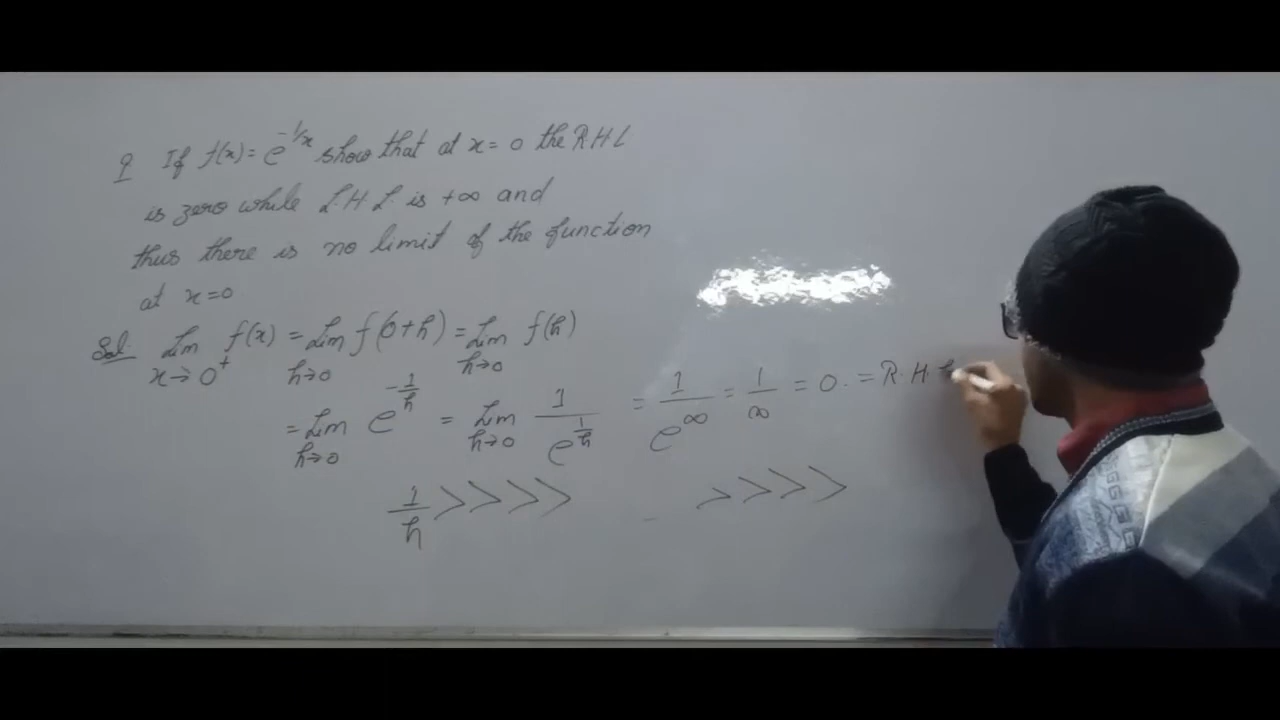 Q If f(x) = e^{-1/x} show that at x = 0 the R.H.L
is zero while L.H.L. is +∞ and
thus there is no limit of the function
at x=0
Sol: Lim x→0⁺ f(x) = Lim h→0 f(0+h) = Lim h→0 f(h)
= Lim h→0 e^{-1/h} = Lim h→0 1/e^{1/h} = 1/e^∞ = 1/∞ = 0. = R.H.
1/h >>>> >>>>